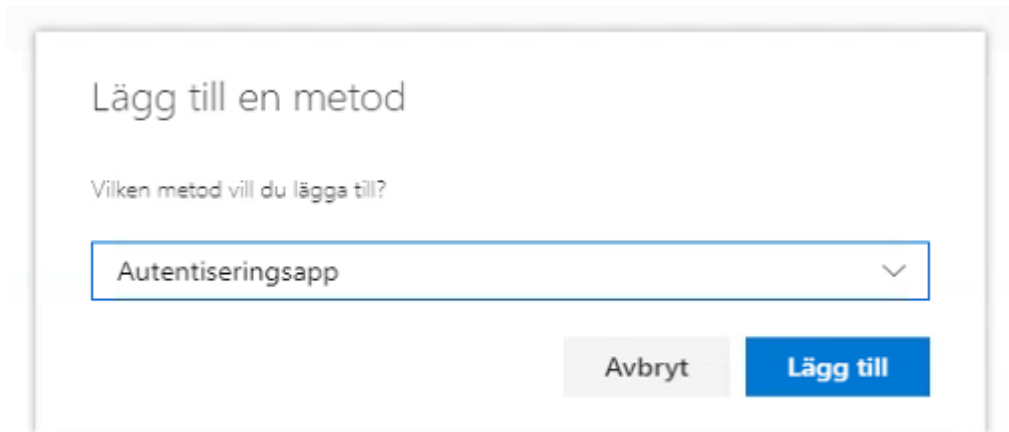 Lägg till en metod
Vilken metod vill du lägga till?
Autentiseringsapp
Avbryt
Lägg till